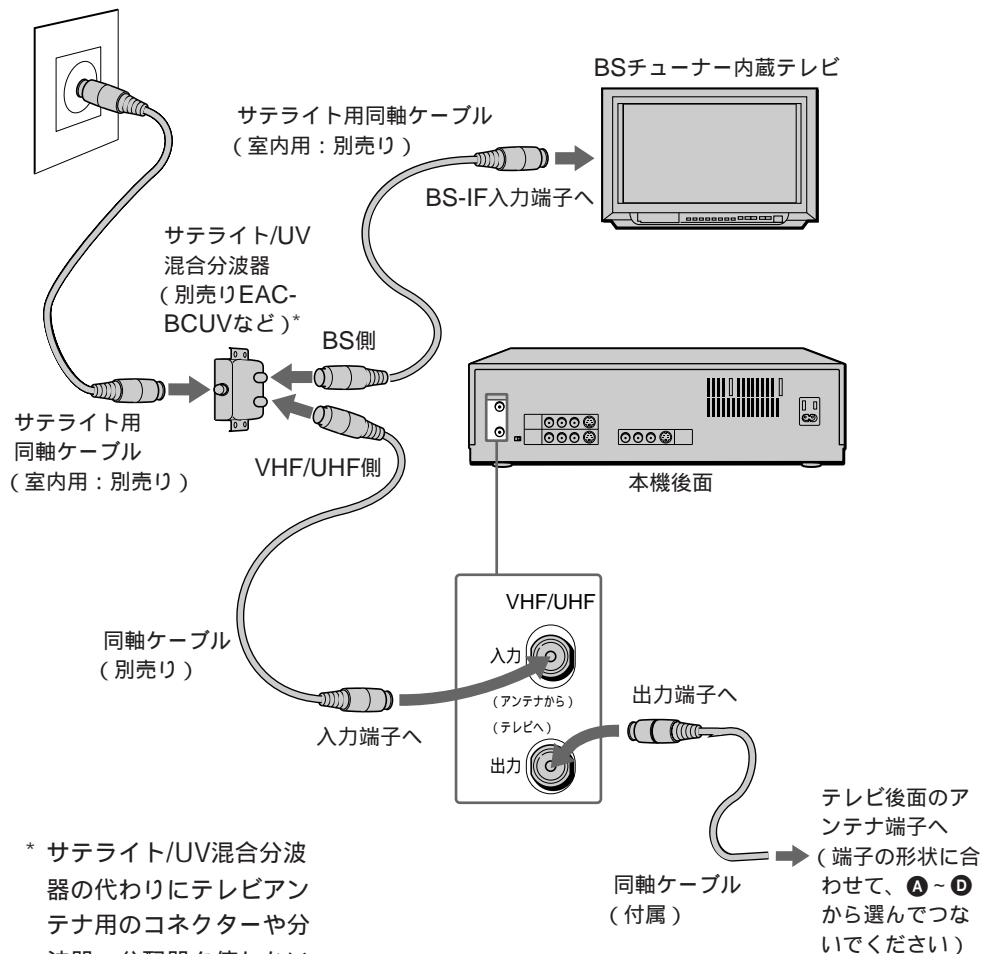 BSチューナー内蔵テレビ
サテライト用同軸ケーブル
（室内用：別売り）
BS-IF入力端子へ
サテライト/UV
混合分波器
（別売りEAC-
BCUVなど）*
BS側
サテライト用
同軸ケーブル
（室内用：別売り）
VHF/UHF側
本機後面
VHF/UHF
入力
（アンテナから）
（テレビへ）
出力
同軸ケーブル
（別売り）
入力端子へ
出力端子へ
同軸ケーブル
（付属）
テレビ後面のア
ンテナ端子へ
（端子の形状に合
わせて、A~D
から選んでつな
いでください）
* サテライト/UV混合分波
器の代わりにテレビアン
テナ用のコネクターや分